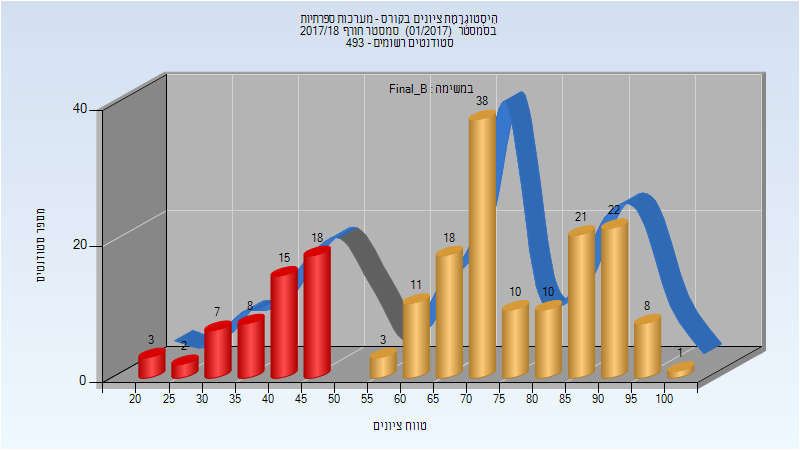 היסטוגרמת ציונים בקורס - מערכות ספרתיות
בסמסטר (01/2017) סמסטר חורף 2017/18
סטודנטים רשומים - 493
במשימה : Final_B
מספר סטודנטים
40
20
0
3
2
7
8
15
18
3
11
18
38
10
10
21
22
8
1
20 25 30 35 40 45 50 55 60 65 70 75 80 85 90 95 100
טווח ציונים